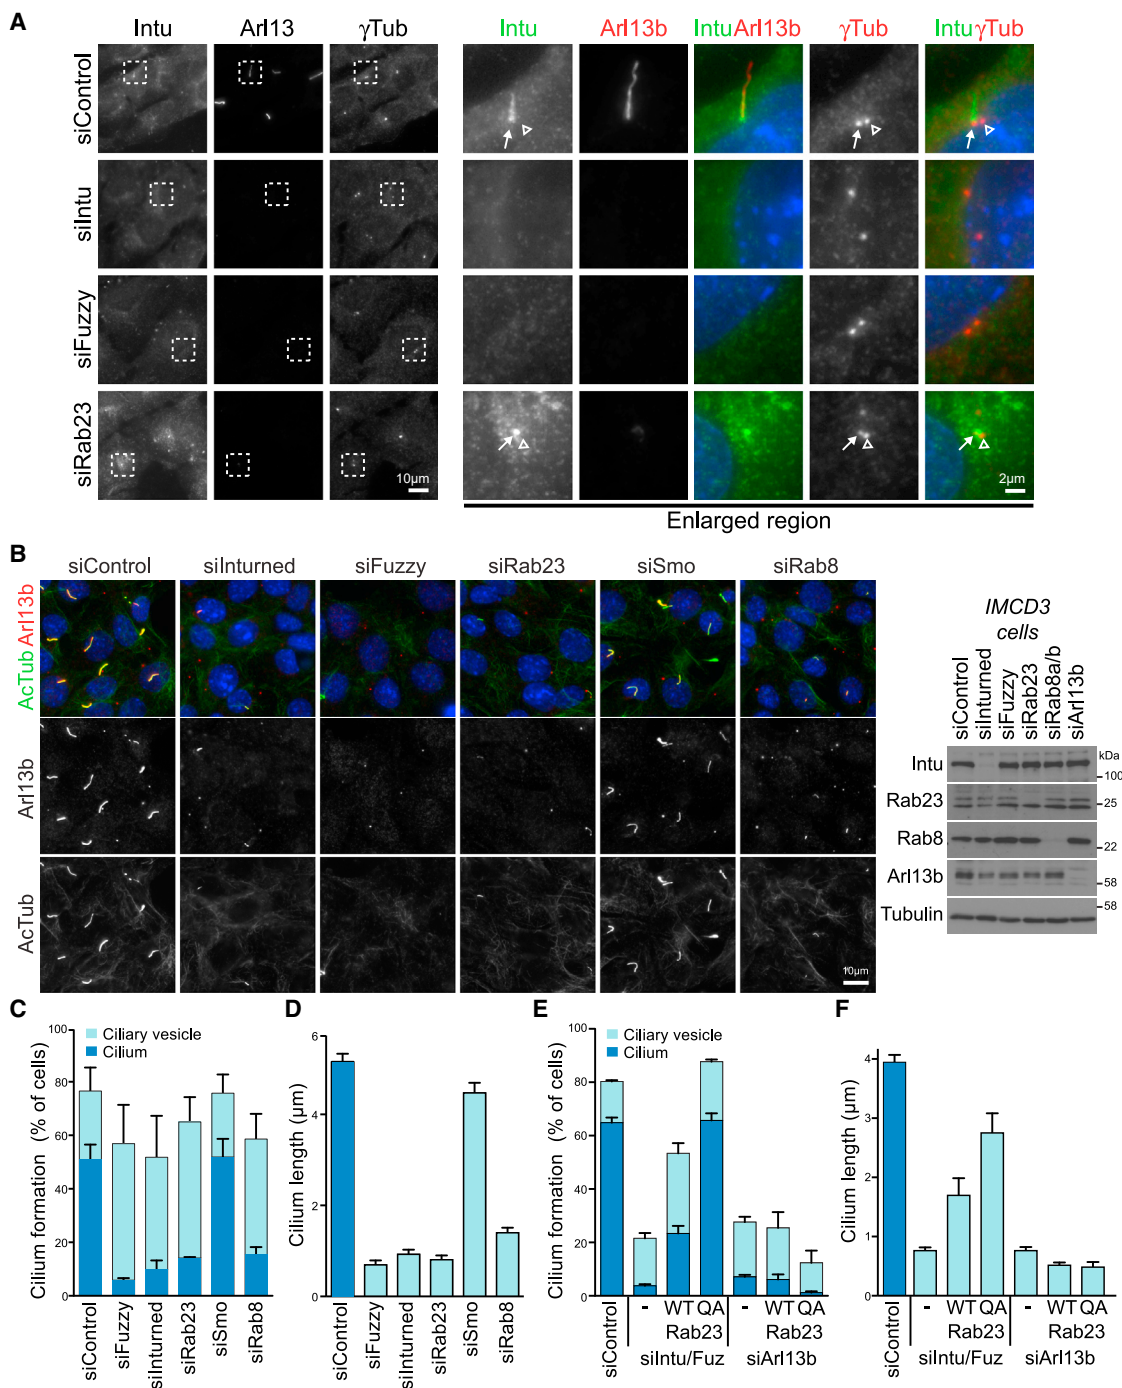 A
Intu Arl13 γTub Intu Arl13b IntuArl13b γTub IntuγTub
siControl
siIntu
siFuzzy
siRab23
10µm
2µm
Enlarged region
B
siControl siInturned siFuzzy siRab23 siSmo siRab8
AcTub Arl13b
Arl13b
AcTub
10µm
IMCD3
cells
siControl
siInturned
siFuzzy
siRab23
siRab8a/b
siArl13b
kDa
Intu
100
Rab23
25
Rab8
22
Arl13b
58
58
Tubulin
C
Cilium formation (% of cells)
Ciliary vesicle
Cilium
100
80
60
40
20
0
siControl
siFuzzy
siInturned
siRab23
siSmo
siRab8
D
Cilium length (µm)
6
4
2
0
siControl
siFuzzy
siInturned
siRab23
siSmo
siRab8
E
Cilium formation (% of cells)
Ciliary vesicle
Cilium
100
80
60
40
20
0
siControl
- WT QA - WT QA
Rab23 Rab23
siIntu/Fuz siArl13b
F
Cilium length (µm)
4
3
2
1
0
siControl
- WT QA - WT QA
Rab23 Rab23
siIntu/Fuz siArl13b